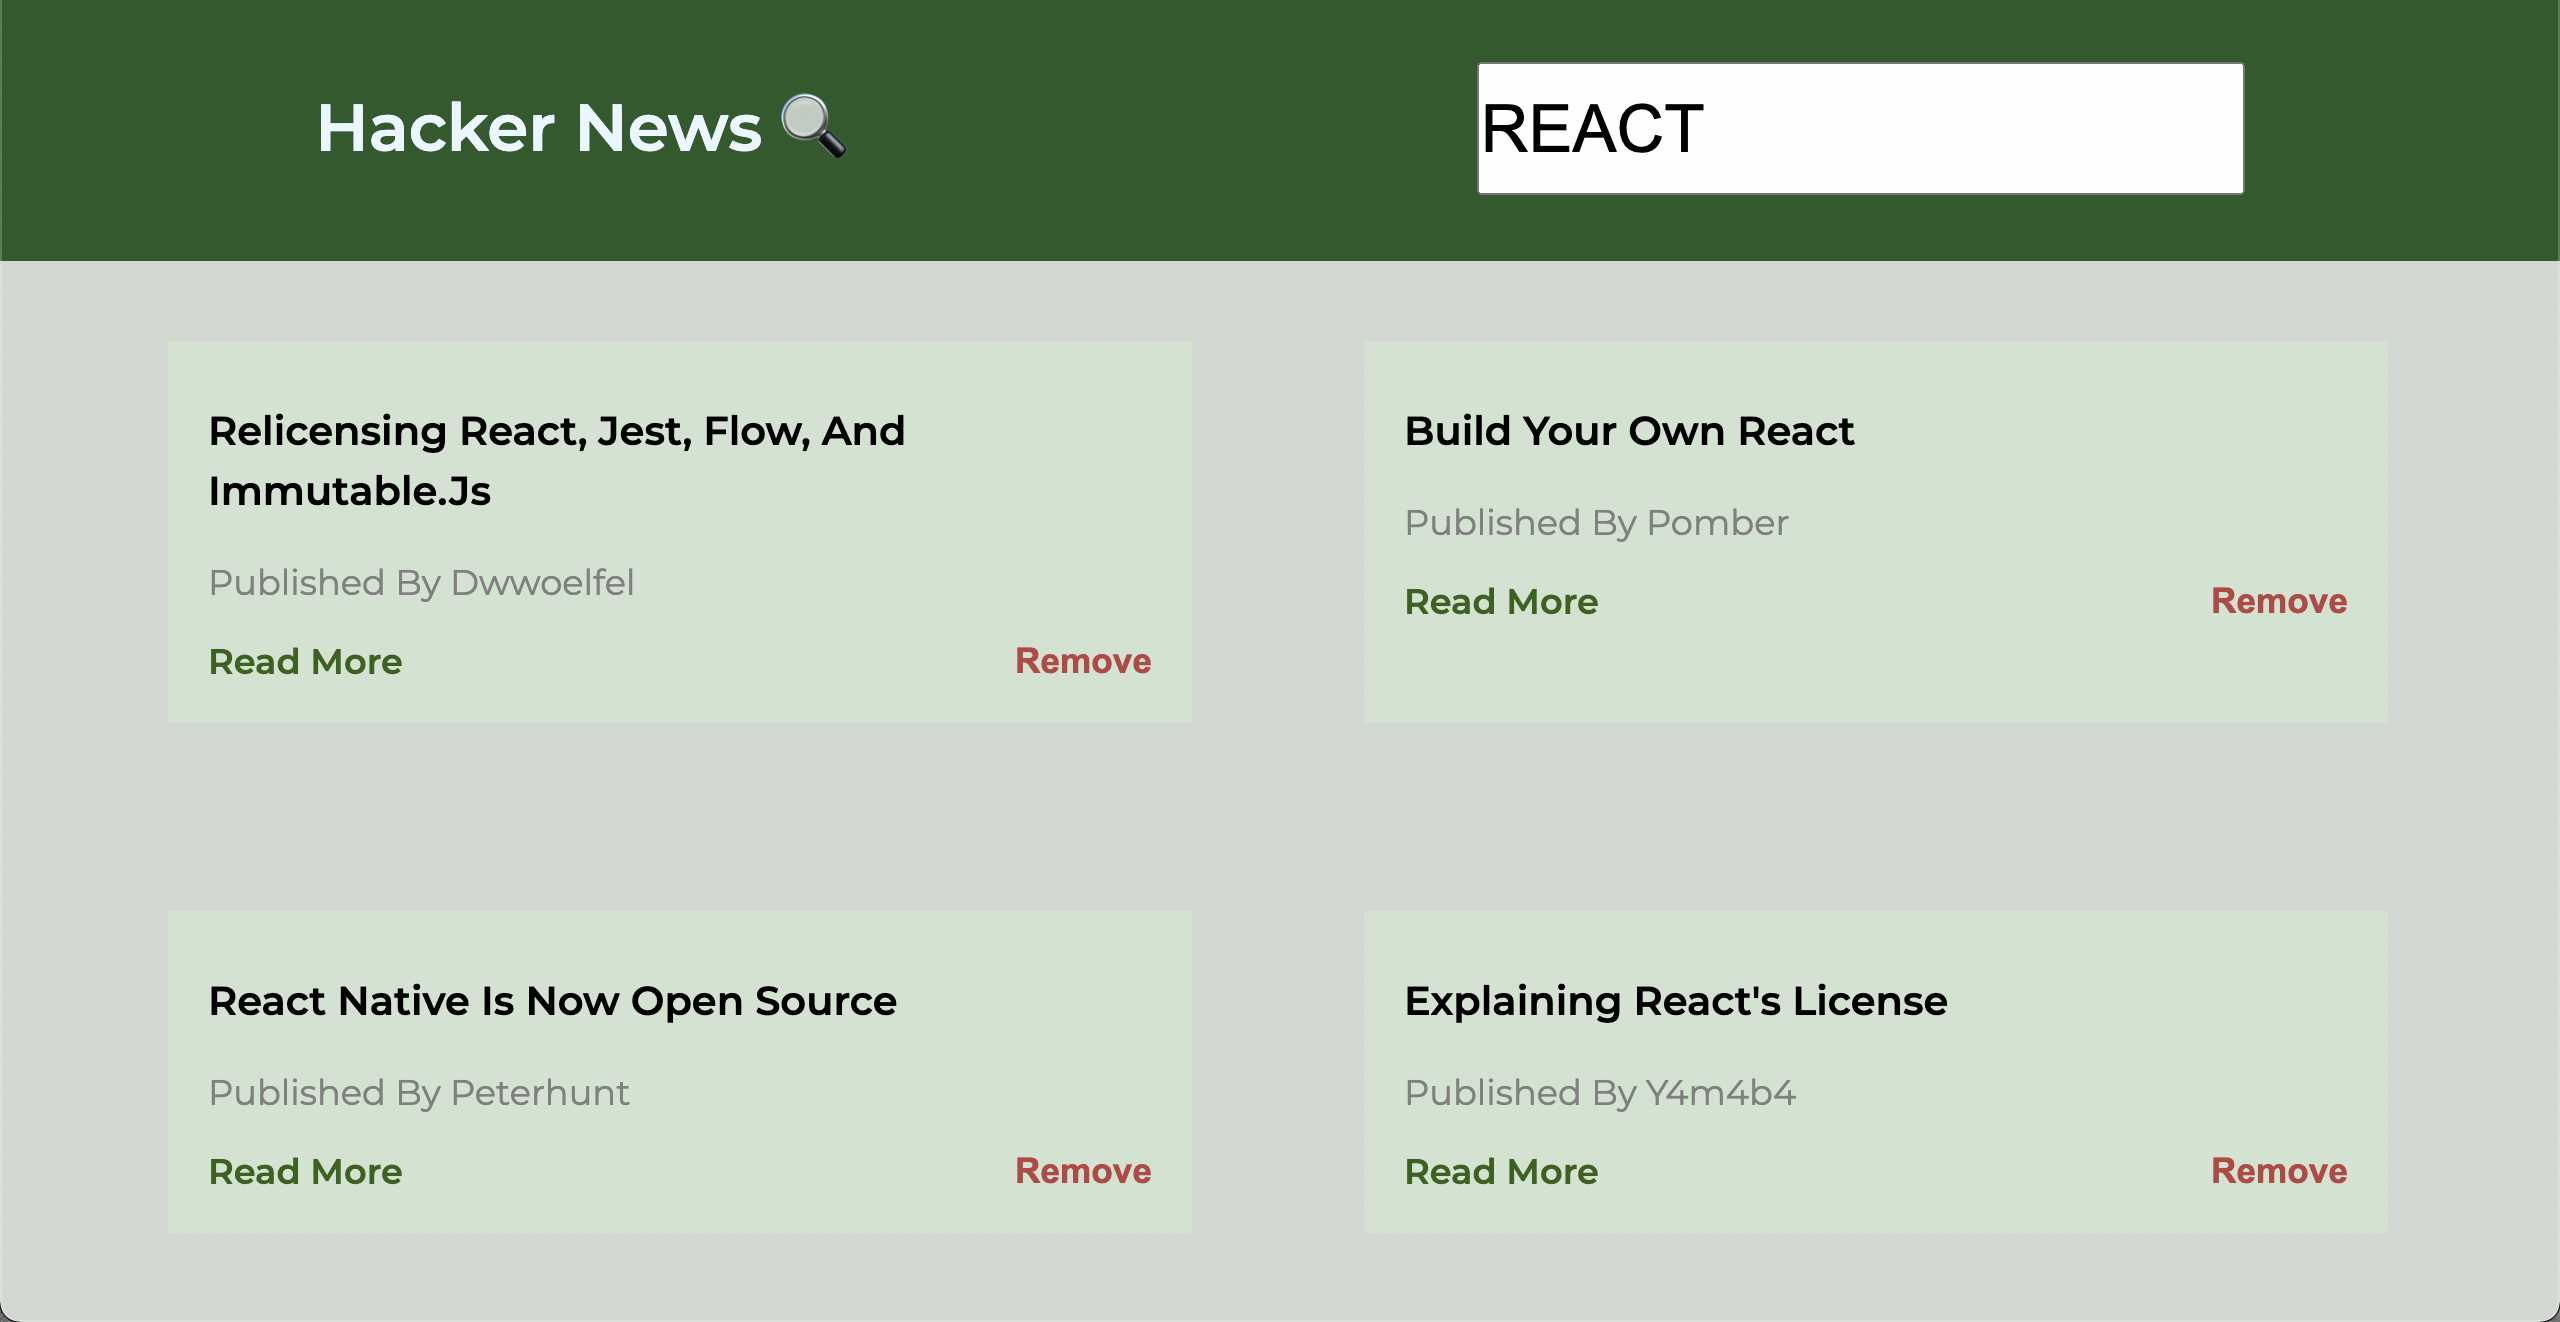 Hacker News
REACT
Relicensing React, Jest, Flow, And
Immutable.Js
Published By Dwwoelfel
Read More
Remove
Build Your Own React
Published By Pomber
Read More
Remove
React Native Is Now Open Source
Published By Peterhunt
Read More
Remove
Explaining React's License
Published By Y4m4b4
Read More
Remove